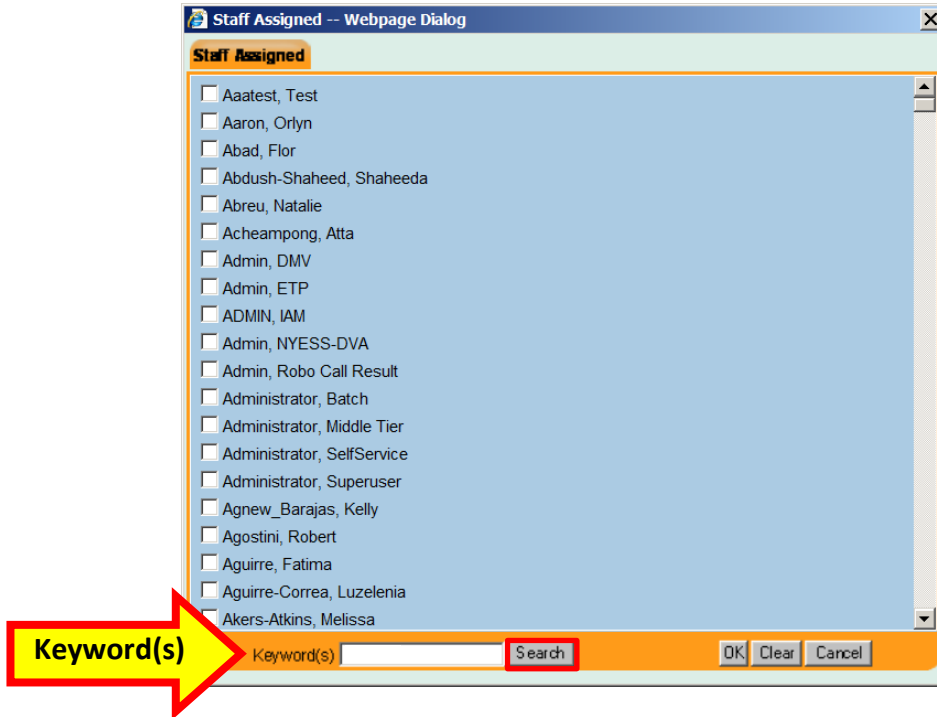 Staff Assigned -- Webpage Dialog
Staff Assigned
Aaatest, Test
Aaron, Orlyn
Abad, Flor
Abdush-Shaheed, Shaheeda
Abreu, Natalie
Acheampong, Atta
Admin, DMV
Admin, ETP
ADMIN, IAM
Admin, NYESS-DVA
Admin, Robo Call Result
Administrator, Batch
Administrator, Middle Tier
Administrator, SelfService
Administrator, Superuser
Agnew_Barajas, Kelly
Agostini, Robert
Aguirre, Fatima
Aguirre-Correa, Luzelenia
Akers-Atkins, Melissa
Keyword(s) Keyword(s) Search OK Clear Cancel